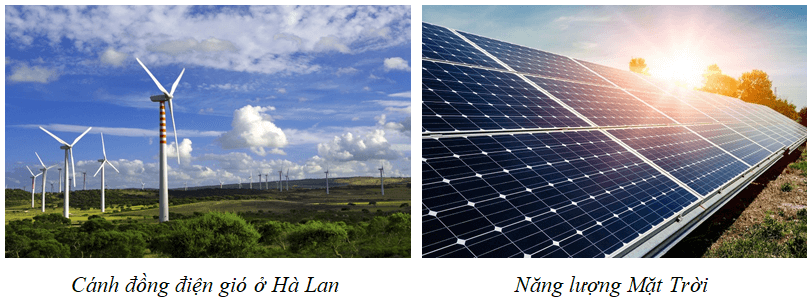 Cánh đồng điện gió ở Hà Lan
Năng lượng Mặt Trời